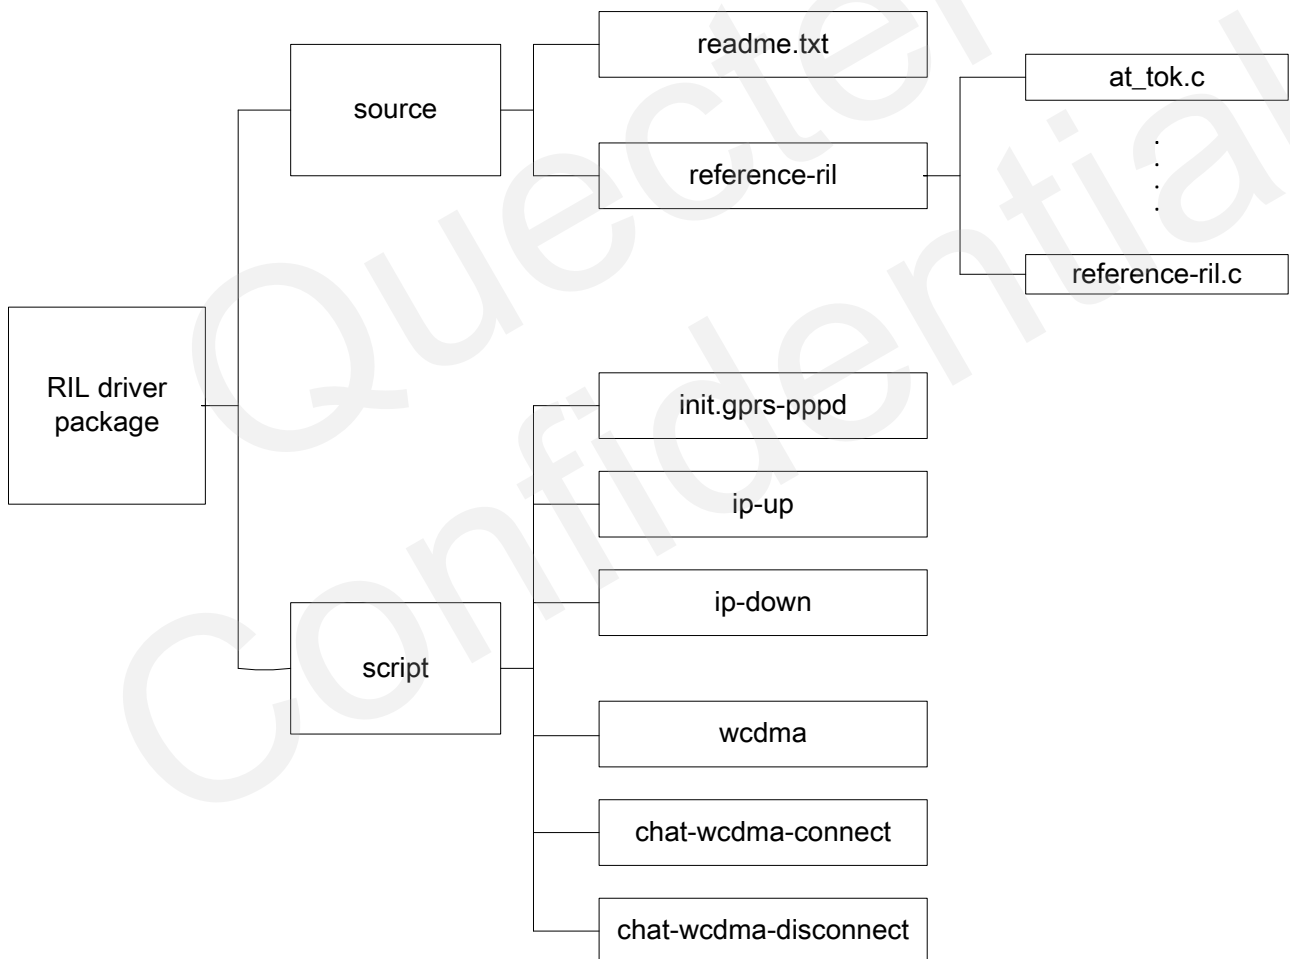 readme.txt
at_tok.c
source
reference-ril
reference-ril.c
RIL driver
package
init.gprs-pppd
ip-up
ip-down
script
wcdma
chat-wcdma-connect
chat-wcdma-disconnect
Quectel
Confidential